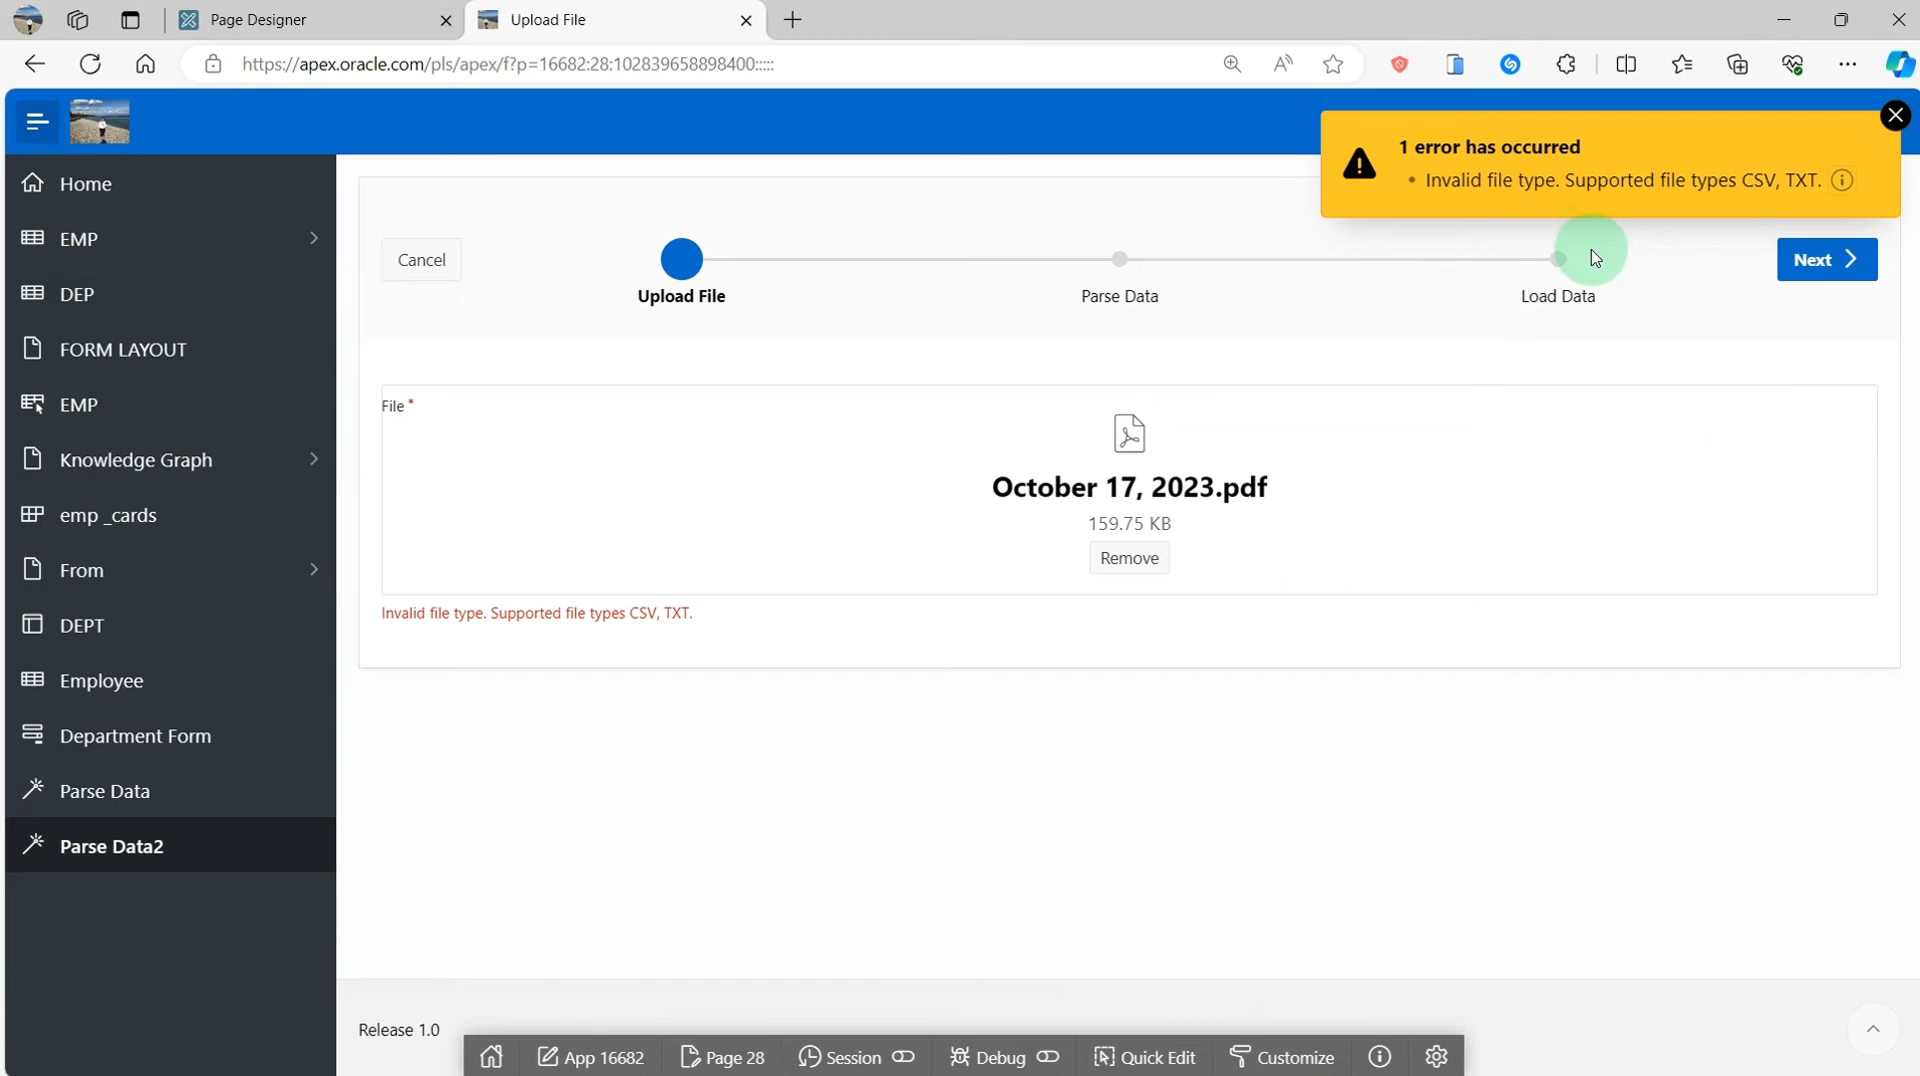 Page Designer
Upload File
https://apex.oracle.com/pls/apex/f?p=16682:28:102839658898400:::::
1 error has occurred
• Invalid file type. Supported file types CSV, TXT.
Home
EMP
DEP
FORM LAYOUT
EMP
Knowledge Graph
emp _cards
From
DEPT
Employee
Department Form
Parse Data
Parse Data2
Cancel
Upload File
Parse Data
Load Data
Next
File *
October 17, 2023.pdf
159.75 KB
Remove
Invalid file type. Supported file types CSV, TXT.
Release 1.0
App 16682
Page 28
Session
Debug
Quick Edit
Customize